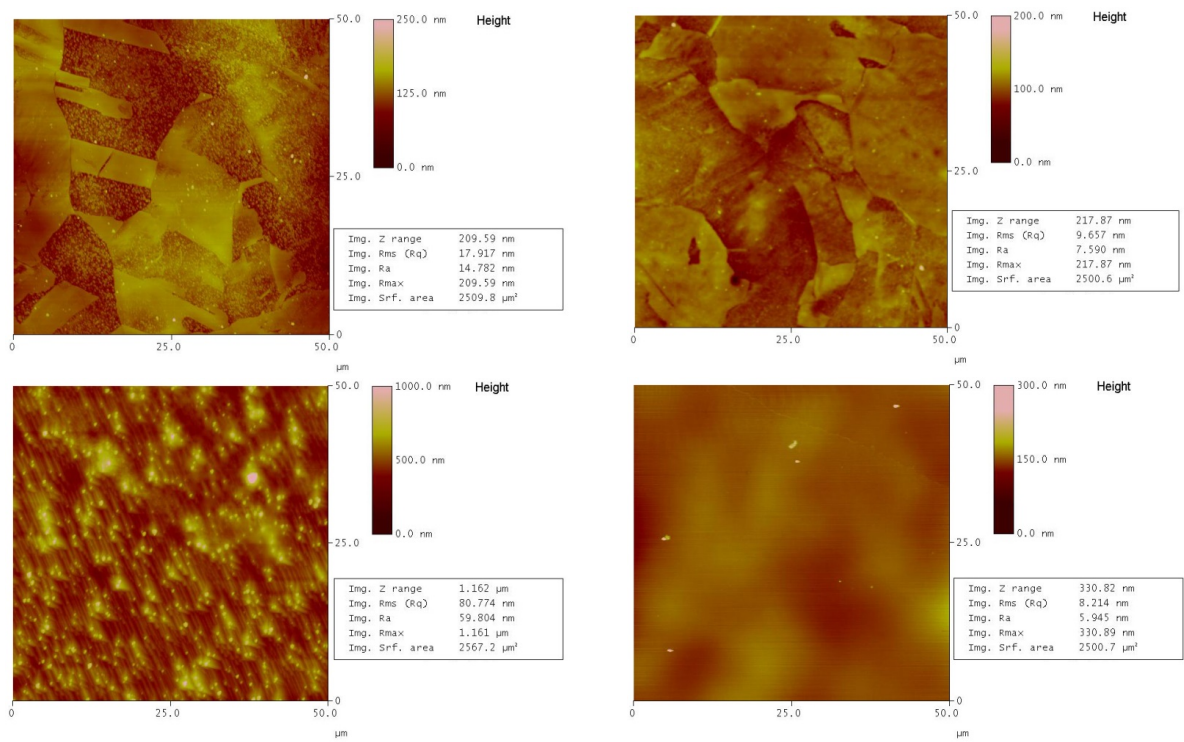 50.0
250.0 nm
Height
125.0 nm
0.0 nm
25.0
Img. Z range 209.59 nm
Img. Rms (Rq) 17.917 nm
Img. Ra 14.782 nm
Img. Rmax 209.59 nm
Img. Srf. area 2509.8 µm²
0
0 25.0 50.0
µm
50.0
200.0 nm
Height
100.0 nm
0.0 nm
25.0
Img. Z range 217.87 nm
Img. Rms (Rq) 9.657 nm
Img. Ra 7.590 nm
Img. Rmax 217.87 nm
Img. Srf. area 2500.6 µm²
0
0 25.0 50.0
µm
50.0
1000.0 nm
Height
500.0 nm
0.0 nm
25.0
Img. Z range 1.162 µm
Img. Rms (Rq) 80.774 nm
Img. Ra 59.804 nm
Img. Rmax 1.161 µm
Img. Srf. area 2567.2 µm²
0
0 25.0 50.0
µm
50.0
300.0 nm
Height
150.0 nm
0.0 nm
25.0
Img. Z range 330.82 nm
Img. Rms (Rq) 8.214 nm
Img. Ra 5.945 nm
Img. Rmax 330.89 nm
Img. Srf. area 2500.7 µm²
0
0 25.0 50.0
µm